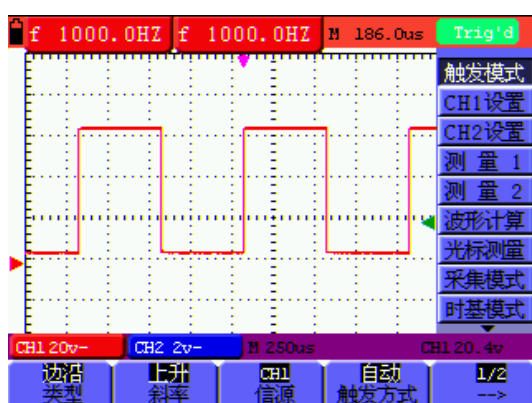 f 1000.0HZ f 1000.0HZ M 186.0us Trig'd
触发模式
CH1设置
CH2设置
测 量 1
测 量 2
波形计算
光标测量
采集模式
时基模式
CH1 20v- CH2 2v- M 250us CH1 20.4v
边沿 上升 CH1 自动 1/2
类型 斜率 信源 触发方式 -->